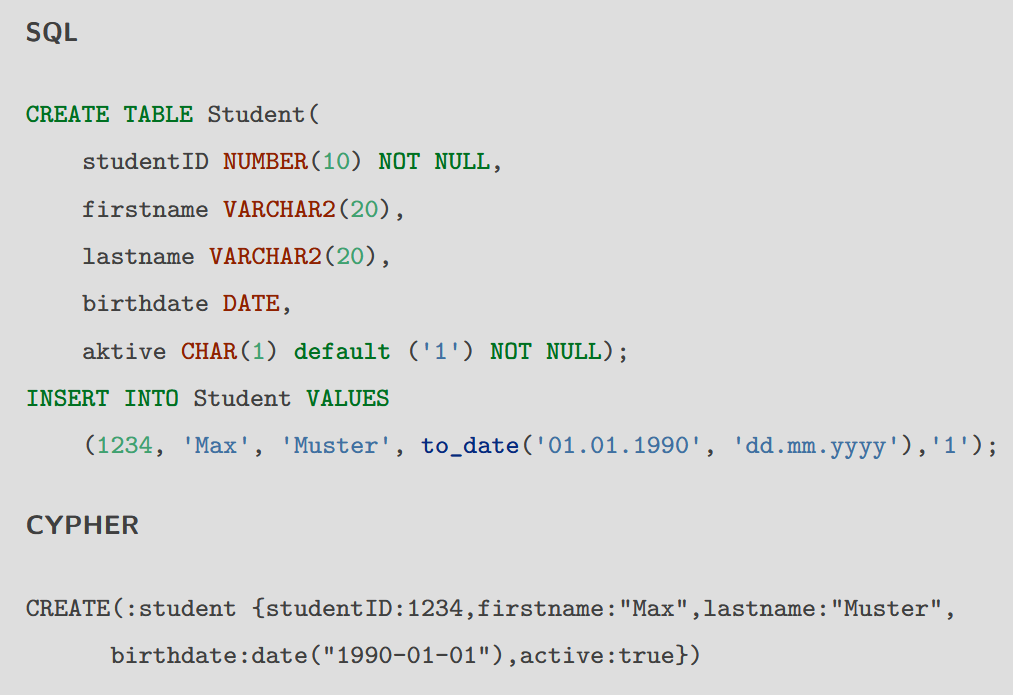 SQL
CREATE TABLE Student(
studentID NUMBER(10) NOT NULL,
firstname VARCHAR2(20),
lastname VARCHAR2(20),
birthdate DATE,
aktive CHAR(1) default ('1') NOT NULL);
INSERT INTO Student VALUES
(1234, 'Max', 'Muster', to_date('01.01.1990', 'dd.mm.yyyy'),'1');
CYPHER
CREATE(:student {studentID:1234,firstname:"Max",lastname:"Muster",
birthdate:date("1990-01-01"),active:true})